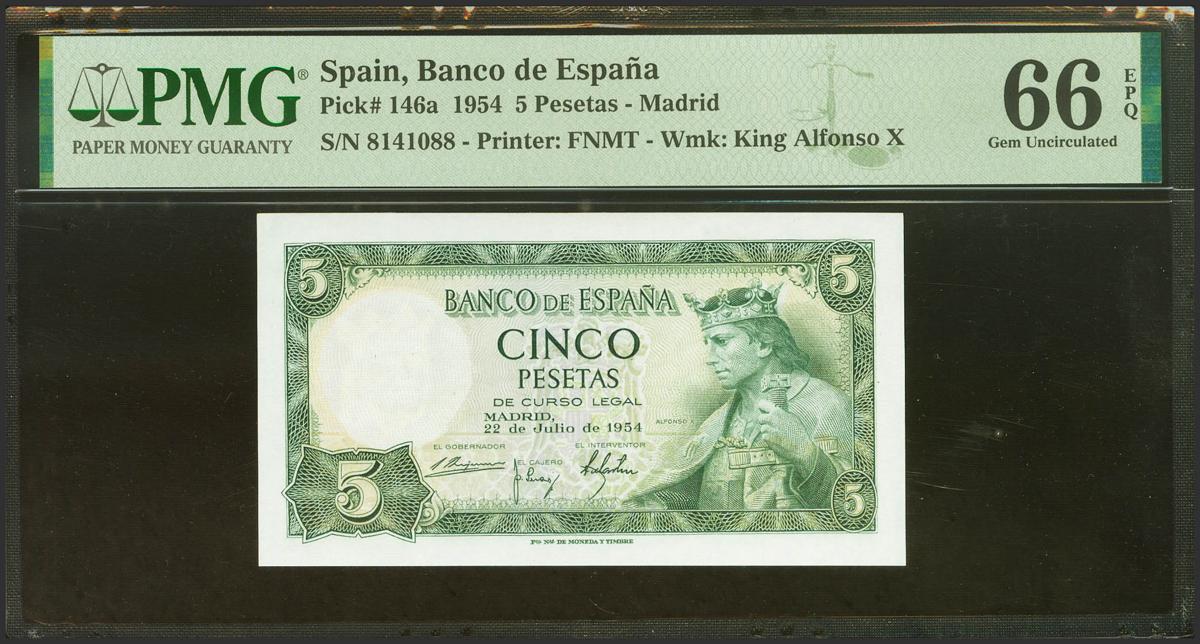 PMG®
PAPER MONEY GUARANTY
Spain, Banco de España
Pick# 146a 1954 5 Pesetas - Madrid
S/N 8141088 - Printer: FNMT - Wmk: King Alfonso X
66
EPQ
Gem Uncirculated
5
5
BANCO DE ESPAÑA
CINCO
PESETAS
DE CURSO LEGAL
MADRID,
22 de Julio de 1954
ALFONSO X
EL GOBERNADOR
EL INTERVENTOR
EL CAJERO
5
5
Fca Nal DE MONEDA Y TIMBRE